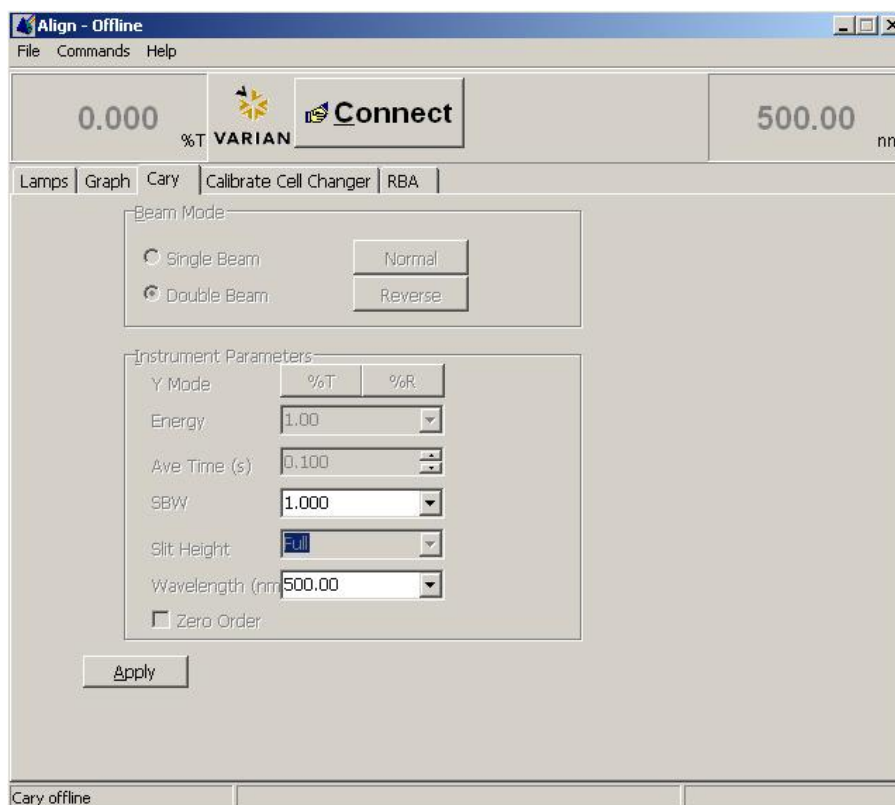 Align - Offline
File Commands Help
0.000 %T VARIAN Connect 500.00 nm
Lamps Graph Cary Calibrate Cell Changer RBA
Beam Mode
Single Beam Normal
Double Beam Reverse
Instrument Parameters
Y Mode %T %R
Energy 1.00
Ave Time (s) 0.100
SBW 1.000
Slit Height Full
Wavelength (nm 500.00
Zero Order
Apply
Cary offline